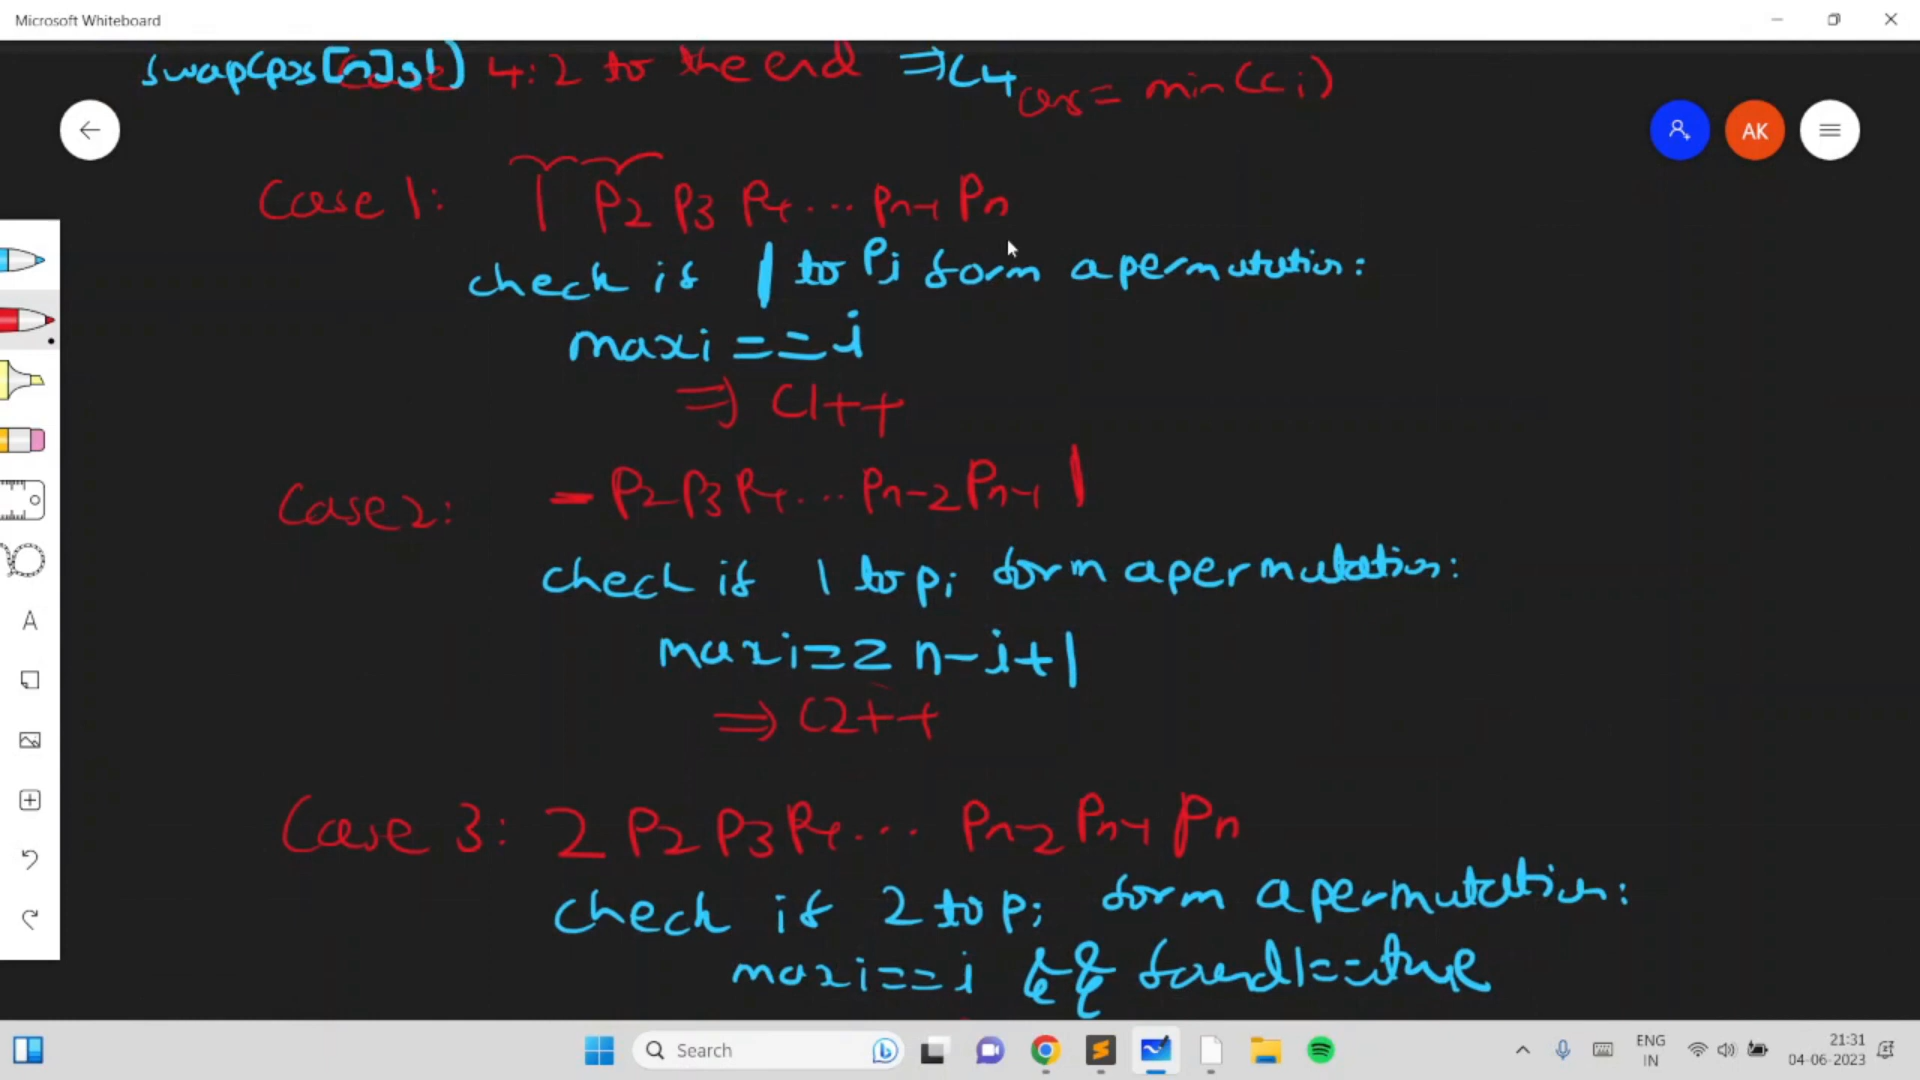 Microsoft Whiteboard
swap(pos[n],1) 4:2 to the end ⇒C4
ans= min(Ci)
AK
Case 1: 1 P2 P3 P4... Pn-1 Pn
check if 1 to Pi form a permutation:
maxi ==i
⇒ C1++
Case2: - P2 P3 P4... Pn-2 Pn-1 1
check if 1 to pi form a permutation:
maxi== n-i+1
⇒ C2++
Case 3: 2 P2 P3 P4... Pn-2 Pn-1 Pn
check if 2 to pi form a permutation:
maxi==i && found1==true
A
Search
ENG
IN
21:31
04-06-2023